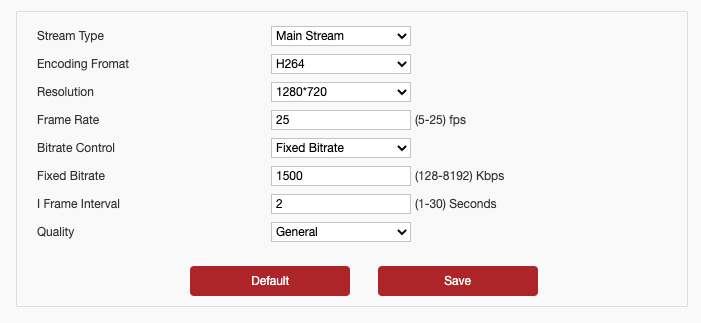 Stream Type Main Stream
Encoding Fromat H264
Resolution 1280*720
Frame Rate 25 (5-25) fps
Bitrate Control Fixed Bitrate
Fixed Bitrate 1500 (128-8192) Kbps
I Frame Interval 2 (1-30) Seconds
Quality General
Default Save